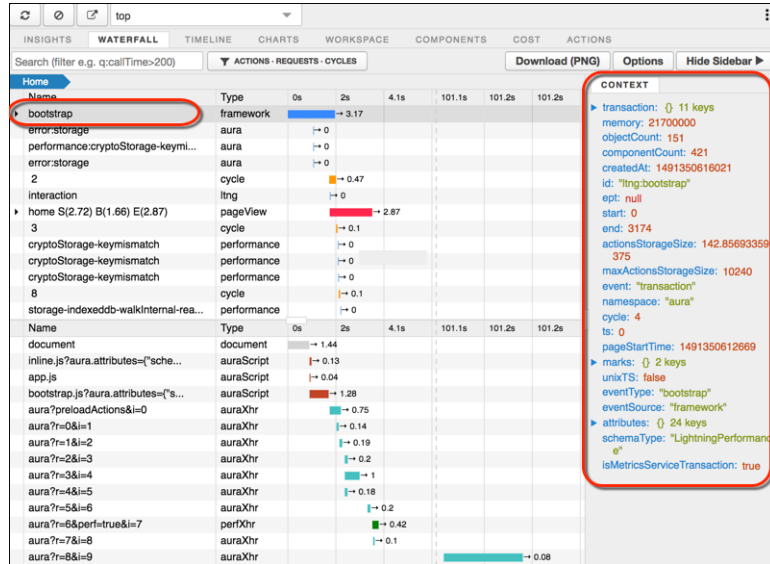 top
INSIGHTS WATERFALL TIMELINE CHARTS WORKSPACE COMPONENTS COST ACTIONS
Search (filter e.g. q:callTime>200) ACTIONS · REQUESTS · CYCLES Download (PNG) Options Hide Sidebar ▶
Home
Name Type 0s 2s 4.1s 101.1s 101.2s 101.2s
bootstrap framework → 3.17
error:storage aura → 0
performance:cryptoStorage-keymi... aura → 0
error:storage aura → 0
2 cycle → 0.47
interaction ltng → 0
home S(2.72) B(1.66) E(2.87) pageView → 2.87
3 cycle → 0.1
cryptoStorage-keymismatch performance → 0
cryptoStorage-keymismatch performance → 0
cryptoStorage-keymismatch performance → 0
8 cycle → 0.1
storage-indexeddb-walkInternal-rea... performance → 0
Name Type 0s 2s 4.1s 101.1s 101.2s 101.2s
document document → 1.44
inline.js?aura.attributes={"sche... auraScript → 0.13
app.js auraScript → 0.04
bootstrap.js?aura.attributes={"s... auraScript → 1.28
aura?preloadActions&i=0 auraXhr → 0.75
aura?r=0&i=1 auraXhr → 0.14
aura?r=1&i=2 auraXhr → 0.19
aura?r=2&i=3 auraXhr → 0.2
aura?r=3&i=4 auraXhr → 1
aura?r=4&i=5 auraXhr → 0.18
aura?r=5&i=6 auraXhr → 0.2
aura?r=6&perf=true&i=7 perfXhr → 0.42
aura?r=7&i=8 auraXhr → 0.1
aura?r=8&i=9 auraXhr → 0.08
CONTEXT
transaction: {} 11 keys
memory: 21700000
objectCount: 151
componentCount: 421
createdAt: 1491350616021
id: "ltng:bootstrap"
ept: null
start: 0
end: 3174
actionsStorageSize: 142.85693359
375
maxActionsStorageSize: 10240
event: "transaction"
namespace: "aura"
cycle: 4
ts: 0
pageStartTime: 1491350612669
marks: {} 2 keys
unixTS: false
eventType: "bootstrap"
eventSource: "framework"
attributes: {} 24 keys
schemaType: "LightningPerformanc
e"
isMetricsServiceTransaction: true